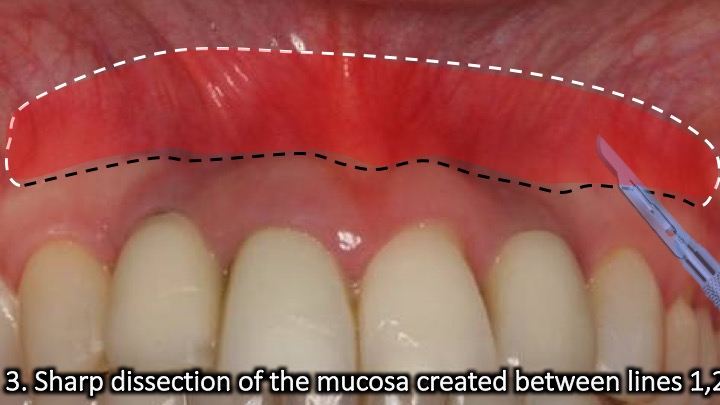 3. Sharp dissection of the mucosa created between lines 1,2